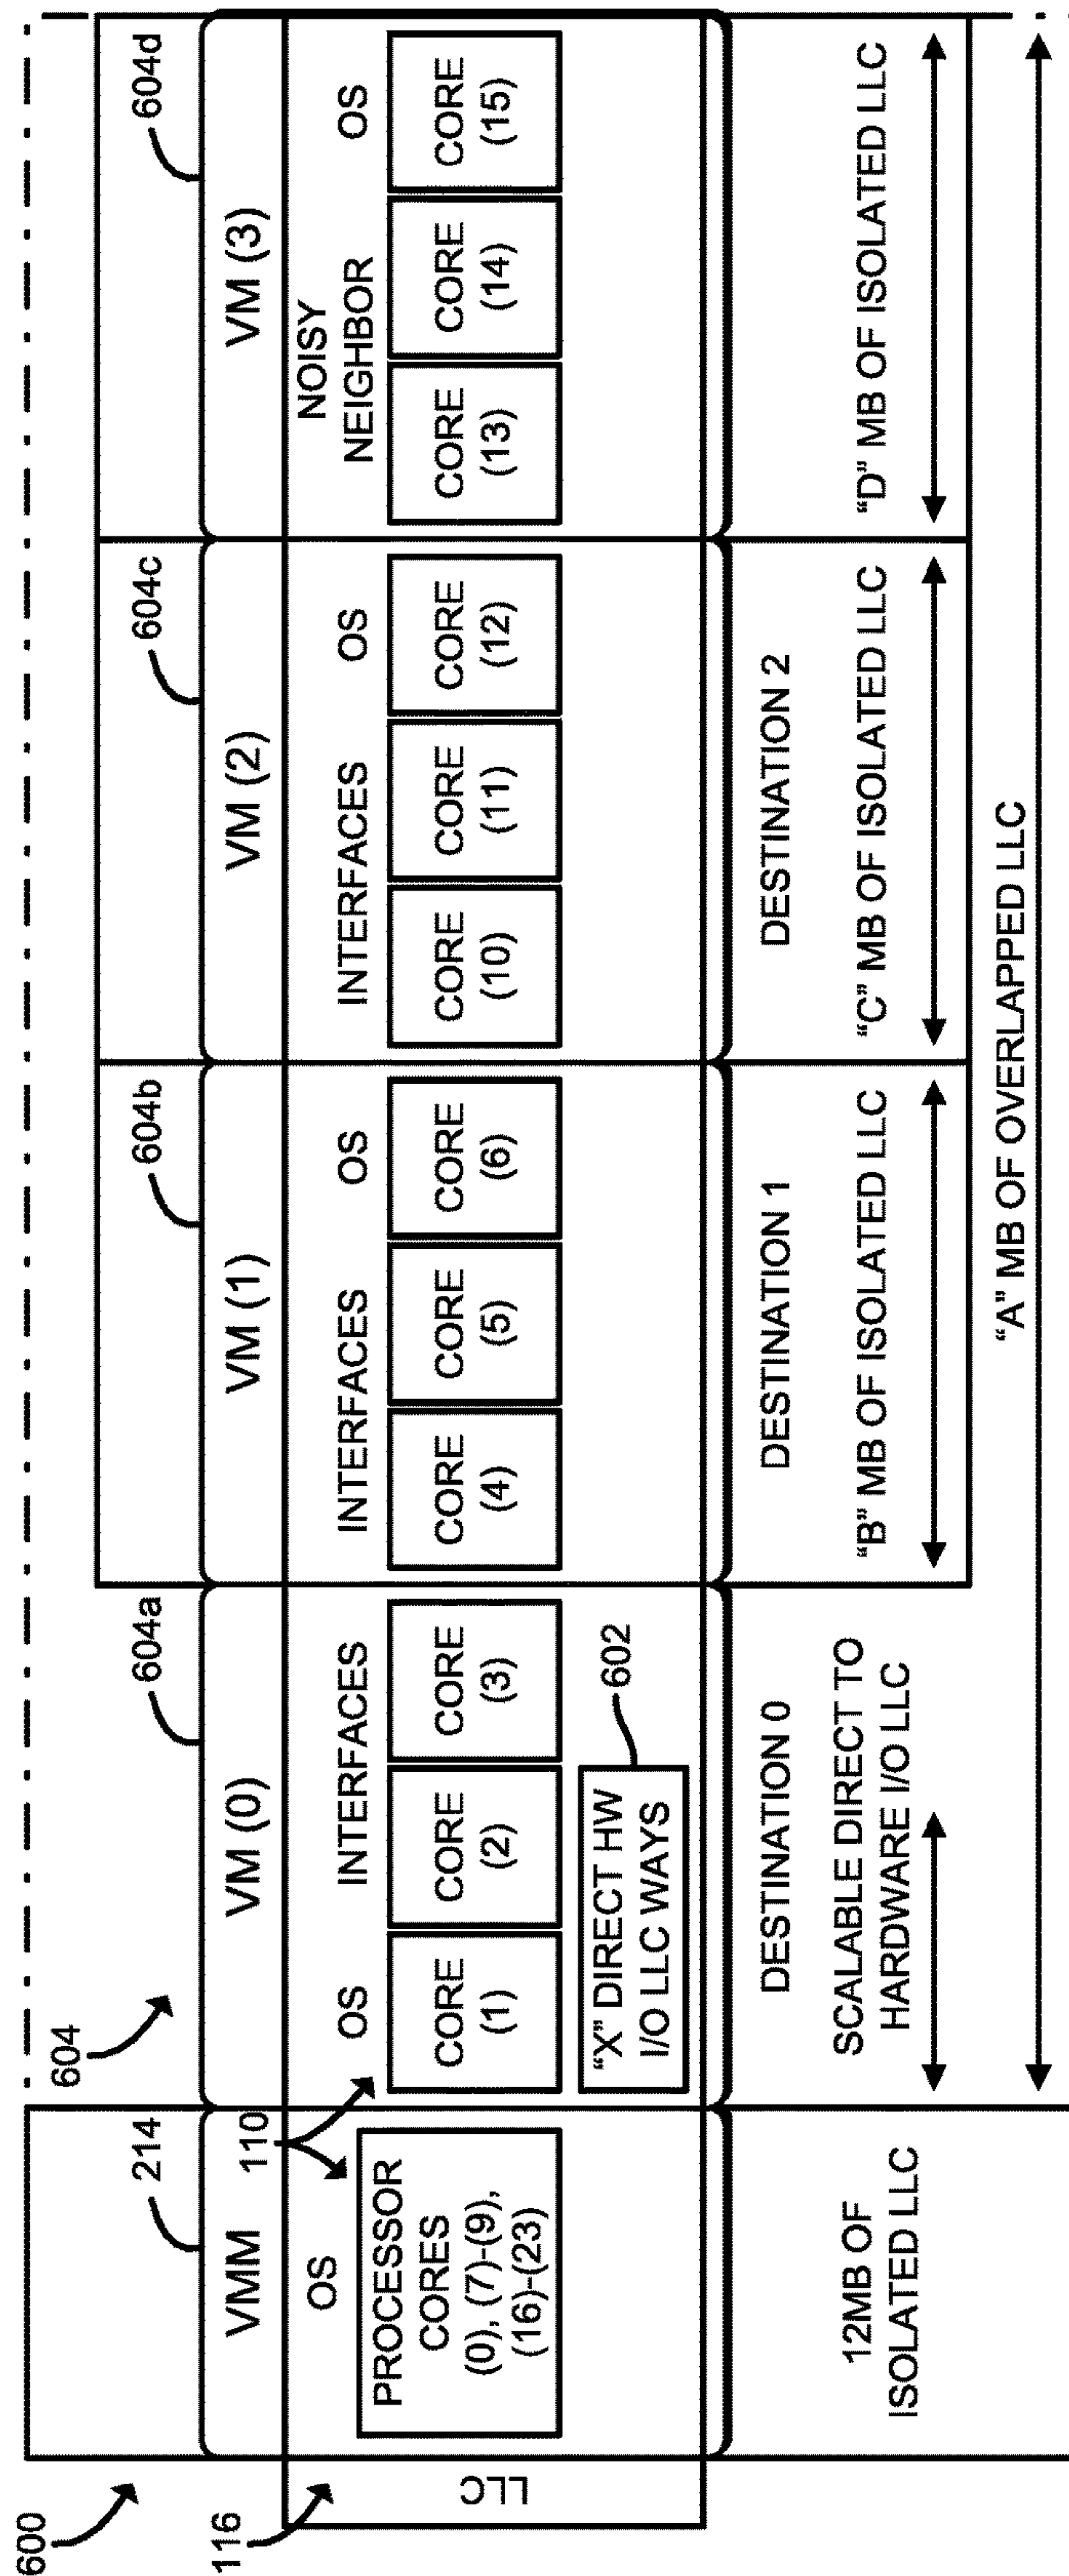 600
116
LLC
214
VMM
110
OS
PROCESSOR
CORES
(0), (7)-(9),
(16)-(23)
12MB OF
ISOLATED LLC
604
604a
VM (0)
OS
INTERFACES
CORE
(1)
CORE
(2)
CORE
(3)
"X" DIRECT HW
I/O LLC WAYS
602
DESTINATION 0
SCALABLE DIRECT TO
HARDWARE I/O LLC
604b
VM (1)
INTERFACES
OS
CORE
(4)
CORE
(5)
CORE
(6)
DESTINATION 1
"B" MB OF ISOLATED LLC
604c
VM (2)
INTERFACES
OS
CORE
(10)
CORE
(11)
CORE
(12)
DESTINATION 2
"C" MB OF ISOLATED LLC
604d
VM (3)
NOISY
NEIGHBOR
OS
CORE
(13)
CORE
(14)
CORE
(15)
"D" MB OF ISOLATED LLC
"A" MB OF OVERLAPPED LLC